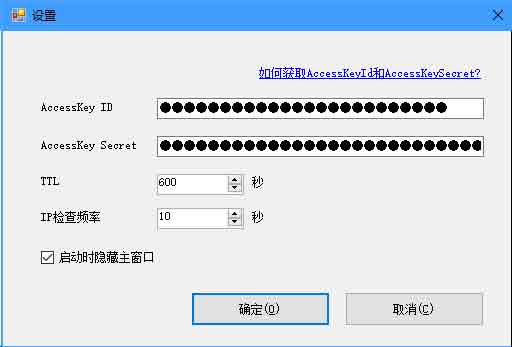 设置
如何获取AccessKeyId和AccessKeySecret?
AccessKey ID ●●●●●●●●●●●●●●●●●●●●●●●●
AccessKey Secret ●●●●●●●●●●●●●●●●●●●●●●●●●●●
TTL 600 秒
IP检查频率 10 秒
启动时隐藏主窗口
确定(O) 取消(C)